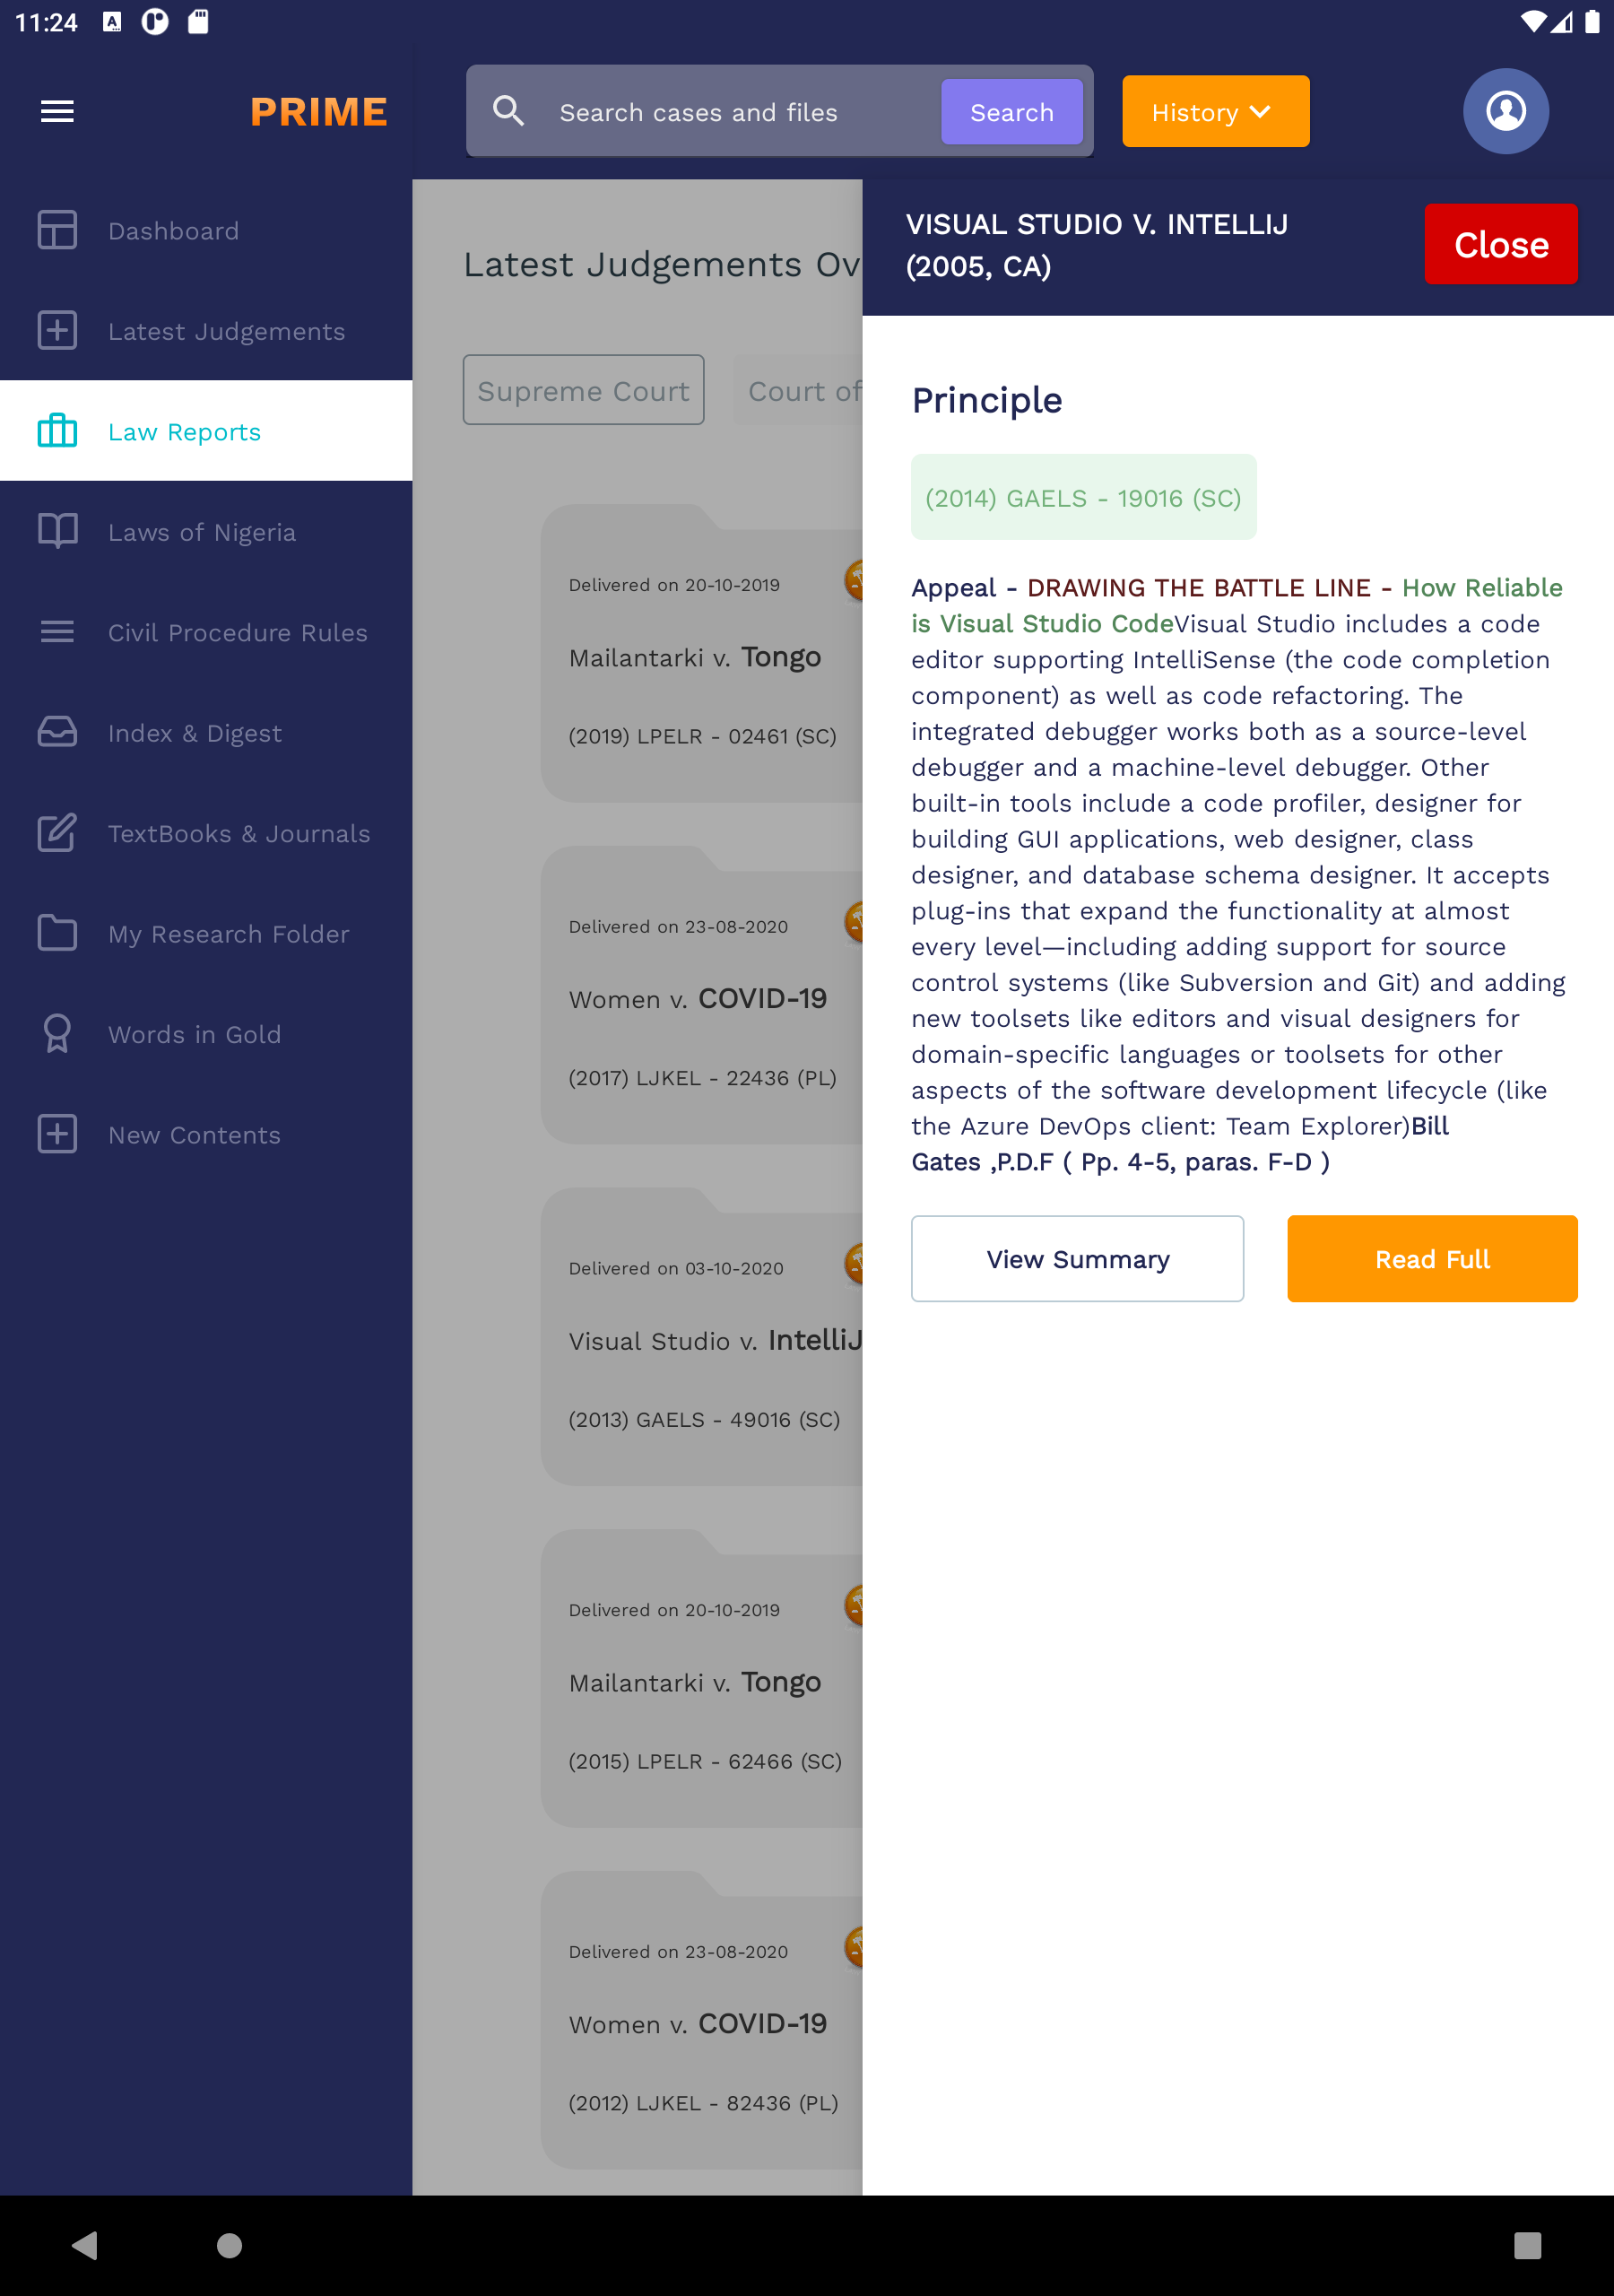 11:24
PRIME
Search cases and files
Search
History
Dashboard
Latest Judgements
Law Reports
Laws of Nigeria
Civil Procedure Rules
Index & Digest
TextBooks & Journals
My Research Folder
Words in Gold
New Contents
Latest Judgements Ov
Supreme Court
Court of
Delivered on 20-10-2019
Mailantarki v. Tongo
(2019) LPELR - 02461 (SC)
Delivered on 23-08-2020
Women v. COVID-19
(2017) LJKEL - 22436 (PL)
Delivered on 03-10-2020
Visual Studio v. IntelliJ
(2013) GAELS - 49016 (SC)
Delivered on 20-10-2019
Mailantarki v. Tongo
(2015) LPELR - 62466 (SC)
Delivered on 23-08-2020
Women v. COVID-19
(2012) LJKEL - 82436 (PL)
VISUAL STUDIO V. INTELLIJ
(2005, CA)
Close
Principle
(2014) GAELS - 19016 (SC)
Appeal - DRAWING THE BATTLE LINE - How Reliable
is Visual Studio CodeVisual Studio includes a code
editor supporting IntelliSense (the code completion
component) as well as code refactoring. The
integrated debugger works both as a source-level
debugger and a machine-level debugger. Other
built-in tools include a code profiler, designer for
building GUI applications, web designer, class
designer, and database schema designer. It accepts
plug-ins that expand the functionality at almost
every level—including adding support for source
control systems (like Subversion and Git) and adding
new toolsets like editors and visual designers for
domain-specific languages or toolsets for other
aspects of the software development lifecycle (like
the Azure DevOps client: Team Explorer)Bill
Gates ,P.D.F ( Pp. 4-5, paras. F-D )
View Summary
Read Full